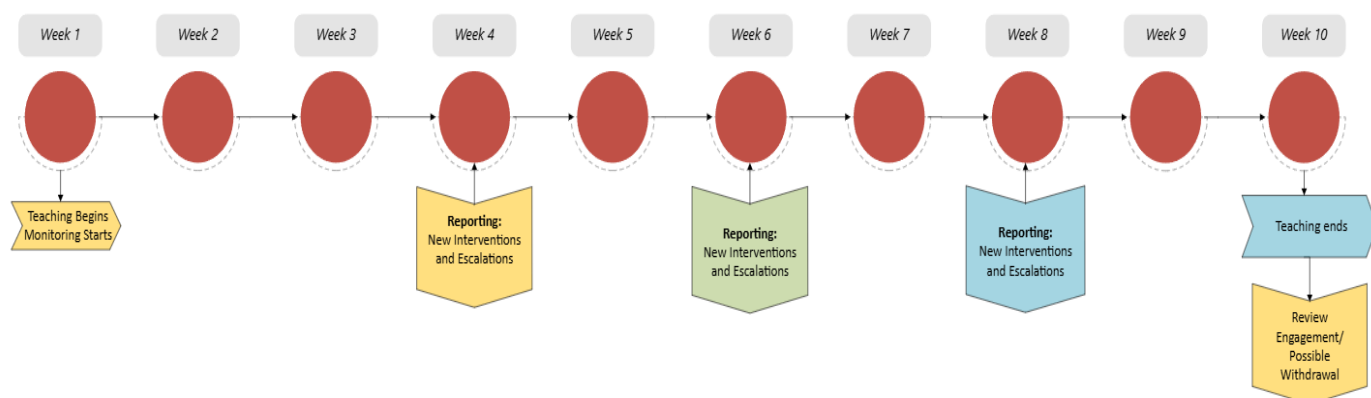 Week 1
Week 2
Week 3
Week 4
Week 5
Week 6
Week 7
Week 8
Week 9
Week 10
Teaching Begins
Monitoring Starts
Reporting:
New Interventions
and Escalations
Reporting:
New Interventions
and Escalations
Reporting:
New Interventions
and Escalations
Teaching ends
Review
Engagement/
Possible
Withdrawal